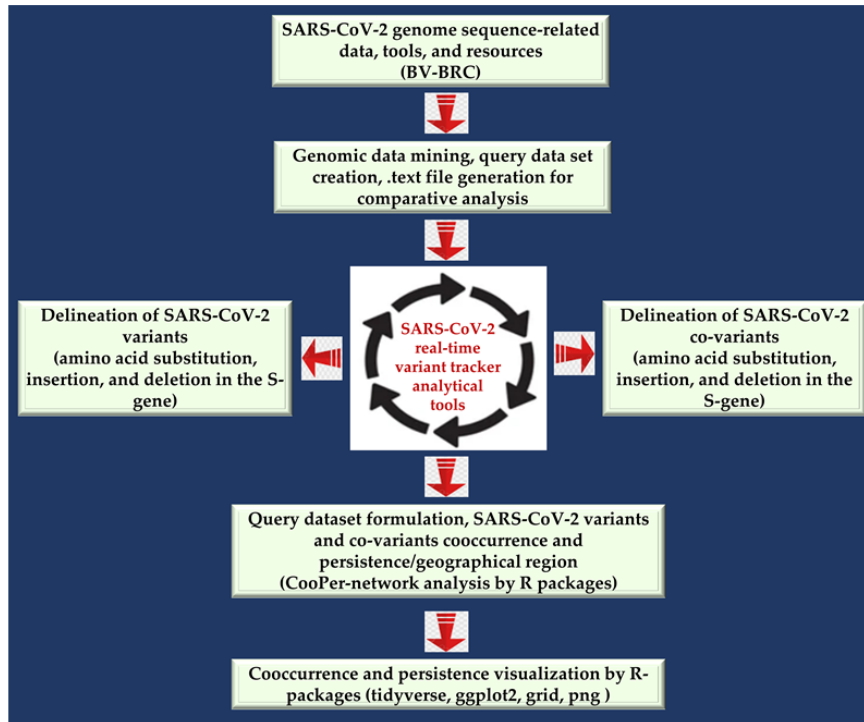 SARS-CoV-2 genome sequence-related
data, tools, and resources
(BV-BRC)
Genomic data mining, query data set
creation, .text file generation for
comparative analysis
Delineation of SARS-CoV-2
variants
(amino acid substitution,
insertion, and deletion in the S-
gene)
SARS-CoV-2
real-time
variant tracker
analytical
tools
Delineation of SARS-CoV-2
co-variants
(amino acid substitution,
insertion, and deletion in the
S-gene)
Query dataset formulation, SARS-CoV-2 variants
and co-variants cooccurrence and
persistence/geographical region
(CooPer-network analysis by R packages)
Cooccurrence and persistence visualization by R-
packages (tidyverse, ggplot2, grid, png )